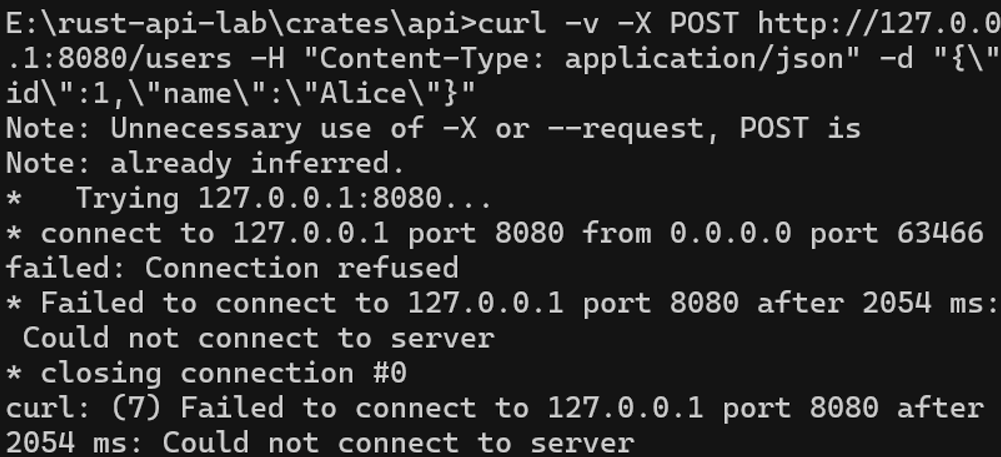 E:\rust-api-lab\crates\api>curl -v -X POST http://127.0.0
.1:8080/users -H "Content-Type: application/json" -d "{\"
id\":1,\"name\":\"Alice\"}"
Note: Unnecessary use of -X or --request, POST is
Note: already inferred.
*   Trying 127.0.0.1:8080...
* connect to 127.0.0.1 port 8080 from 0.0.0.0 port 63466
failed: Connection refused
* Failed to connect to 127.0.0.1 port 8080 after 2054 ms:
 Could not connect to server
* closing connection #0
curl: (7) Failed to connect to 127.0.0.1 port 8080 after
2054 ms: Could not connect to server